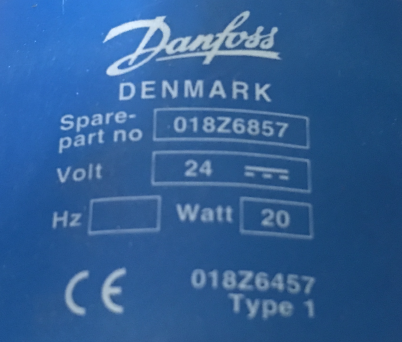 Danfoss
DENMARK
Spare-
part no 018Z6857
Volt 24
Hz Watt 20
CE 018Z6457
Type 1